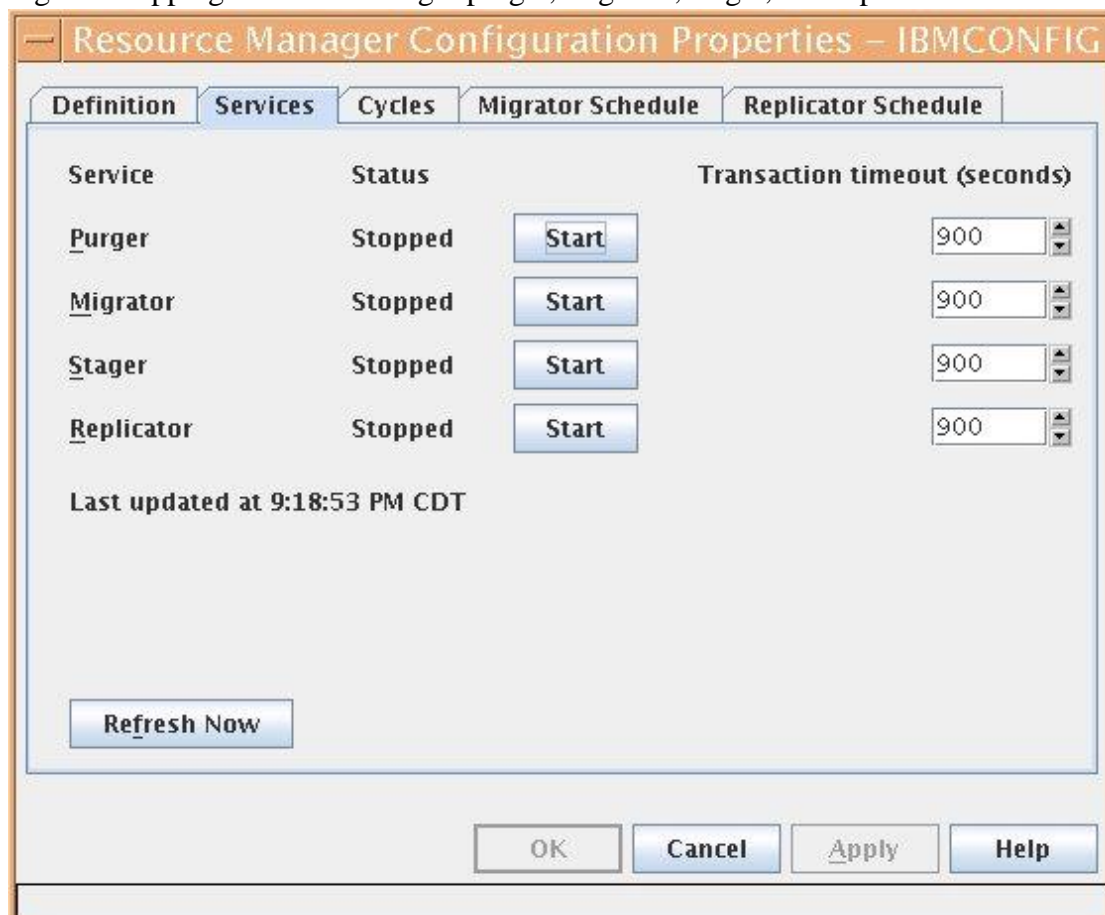 Resource Manager Configuration Properties – IBMCONFIG
Definition Services Cycles Migrator Schedule Replicator Schedule
Service Status Transaction timeout (seconds)
Purger Stopped Start 900
Migrator Stopped Start 900
Stager Stopped Start 900
Replicator Stopped Start 900
Last updated at 9:18:53 PM CDT
Refresh Now
OK Cancel Apply Help